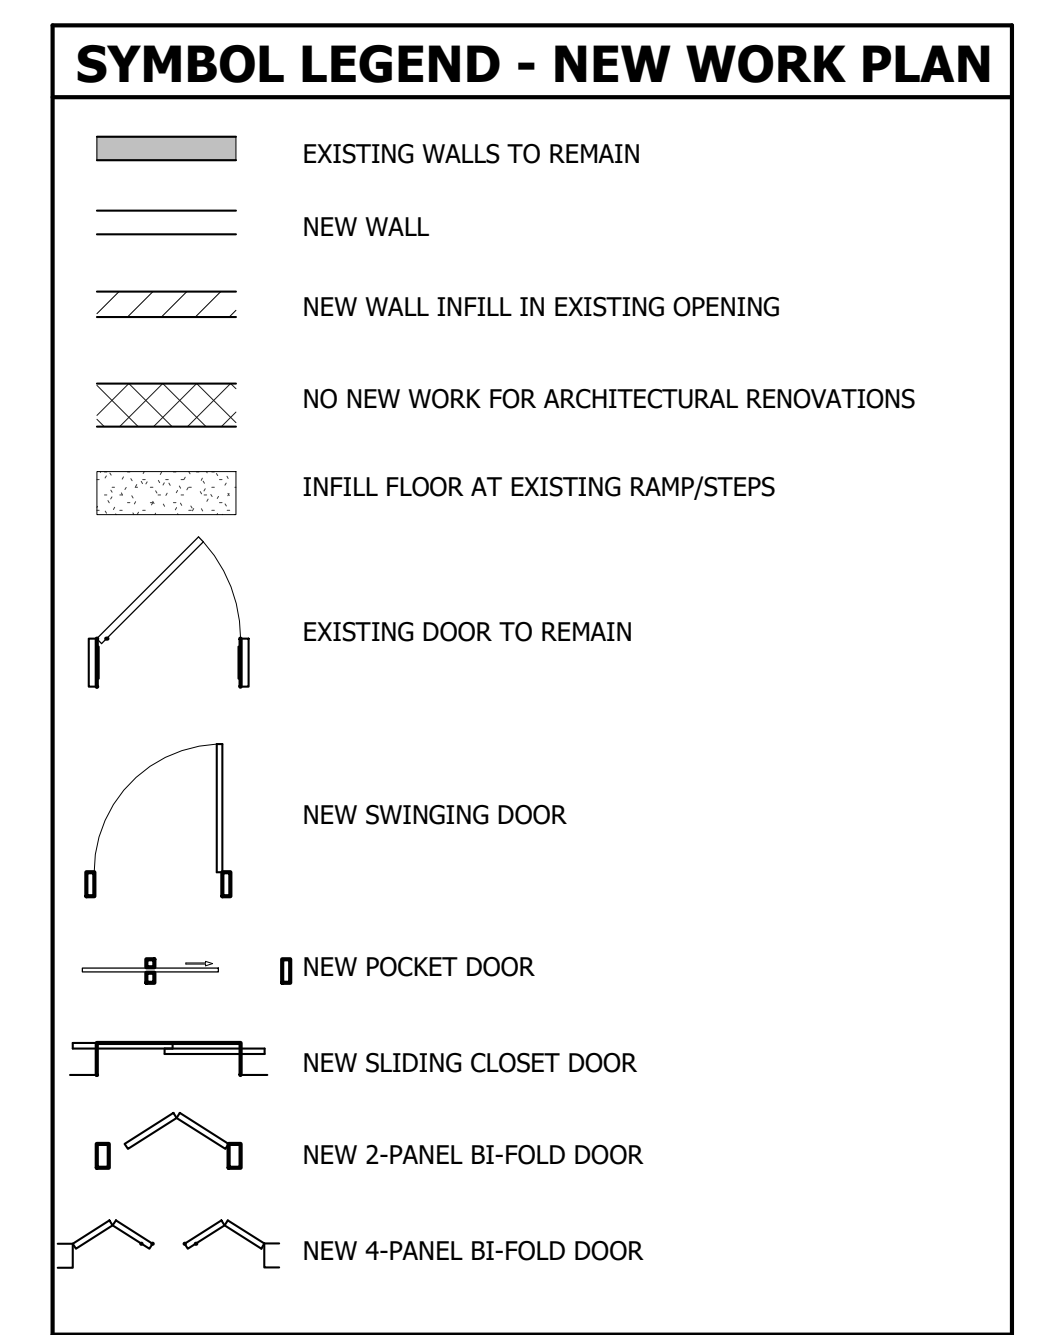 SYMBOL LEGEND - NEW WORK PLAN
EXISTING WALLS TO REMAIN
NEW WALL
NEW WALL INFILL IN EXISTING OPENING
NO NEW WORK FOR ARCHITECTURAL RENOVATIONS
INFILL FLOOR AT EXISTING RAMP/STEPS
EXISTING DOOR TO REMAIN
NEW SWINGING DOOR
NEW POCKET DOOR
NEW SLIDING CLOSET DOOR
NEW 2-PANEL BI-FOLD DOOR
NEW 4-PANEL BI-FOLD DOOR